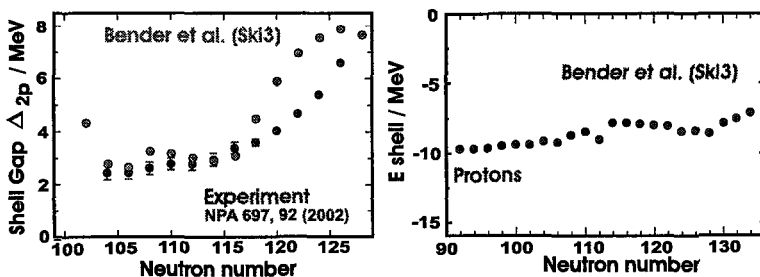 Bender et al. (SkI3)
Experiment
NPA 697, 92 (2002)
Shell Gap Δ2p / MeV
8
6
4
2
0
100 105 110 115 120 125
Neutron number
Bender et al. (SkI3)
Protons
E shell / MeV
0
-5
-10
-15
90 100 110 120 130
Neutron number